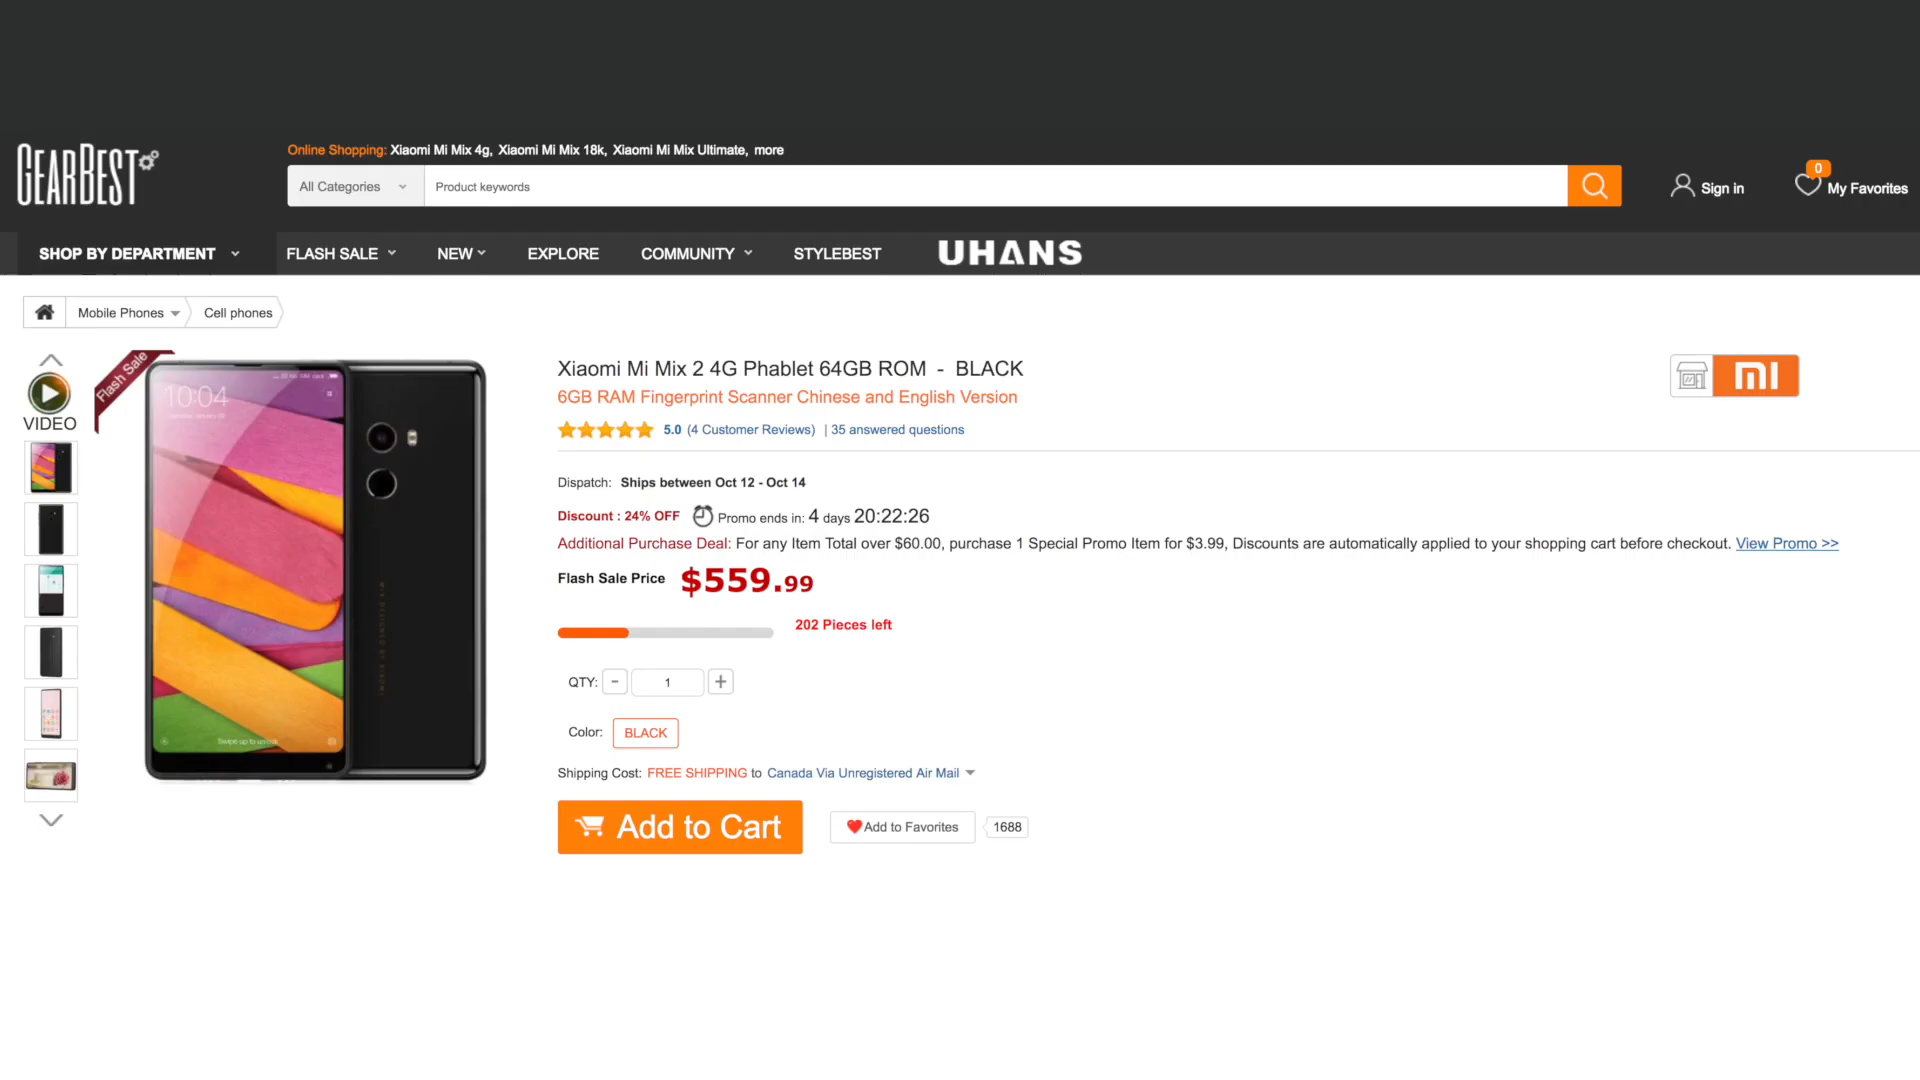 GEARBEST
Online Shopping: Xiaomi Mi Mix 4g, Xiaomi Mi Mix 18k, Xiaomi Mi Mix Ultimate, more
All Categories
Product keywords
Sign in
0
My Favorites
SHOP BY DEPARTMENT
FLASH SALE
NEW
EXPLORE
COMMUNITY
STYLEBEST
UHANS
Mobile Phones
Cell phones
VIDEO
Flash Sale
10:04
Swipe up to unlock
Xiaomi Mi Mix 2 4G Phablet 64GB ROM - BLACK
6GB RAM Fingerprint Scanner Chinese and English Version
5.0 (4 Customer Reviews) | 35 answered questions
Dispatch: Ships between Oct 12 - Oct 14
Discount : 24% OFF Promo ends in: 4 days 20:22:26
Additional Purchase Deal: For any Item Total over $60.00, purchase 1 Special Promo Item for $3.99, Discounts are automatically applied to your shopping cart before checkout. View Promo >>
Flash Sale Price $559.99
202 Pieces left
QTY: - 1 +
Color: BLACK
Shipping Cost: FREE SHIPPING to Canada Via Unregistered Air Mail
Add to Cart
Add to Favorites
1688